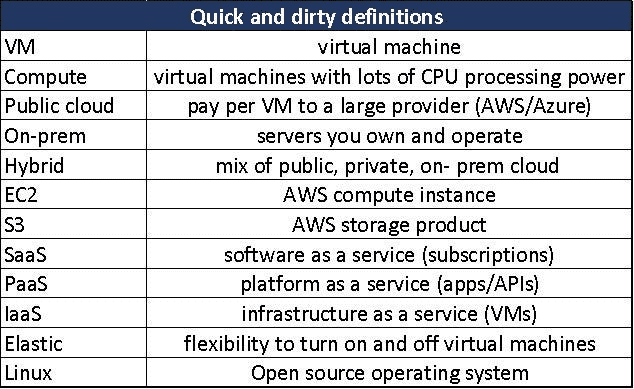 Quick and dirty definitions
VM virtual machine
Compute virtual machines with lots of CPU processing power
Public cloud pay per VM to a large provider (AWS/Azure)
On-prem servers you own and operate
Hybrid mix of public, private, on- prem cloud
EC2 AWS compute instance
S3 AWS storage product
SaaS software as a service (subscriptions)
PaaS platform as a service (apps/APIs)
IaaS infrastructure as a service (VMs)
Elastic flexibility to turn on and off virtual machines
Linux Open source operating system